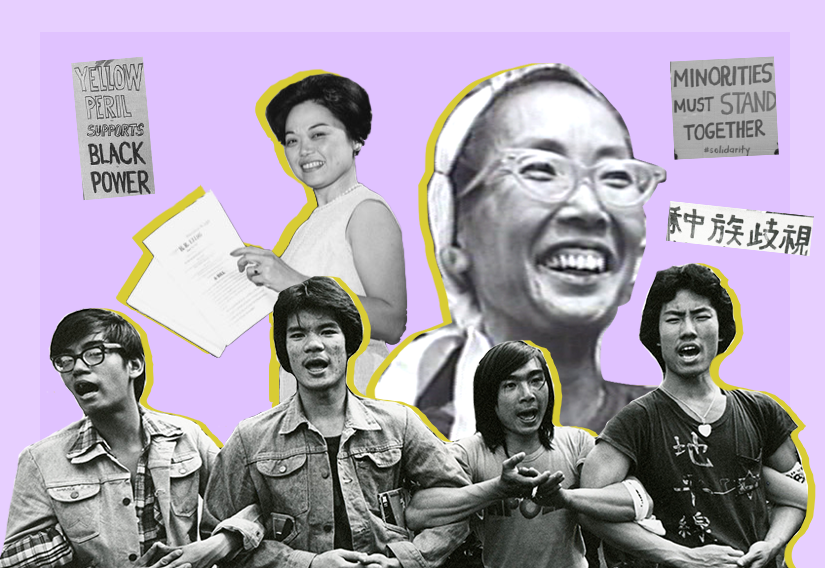 YELLOW
PERIL
SUPPORTS
BLACK
POWER
MINORITIES
MUST STAND
TOGETHER
#solidarity
种族歧視